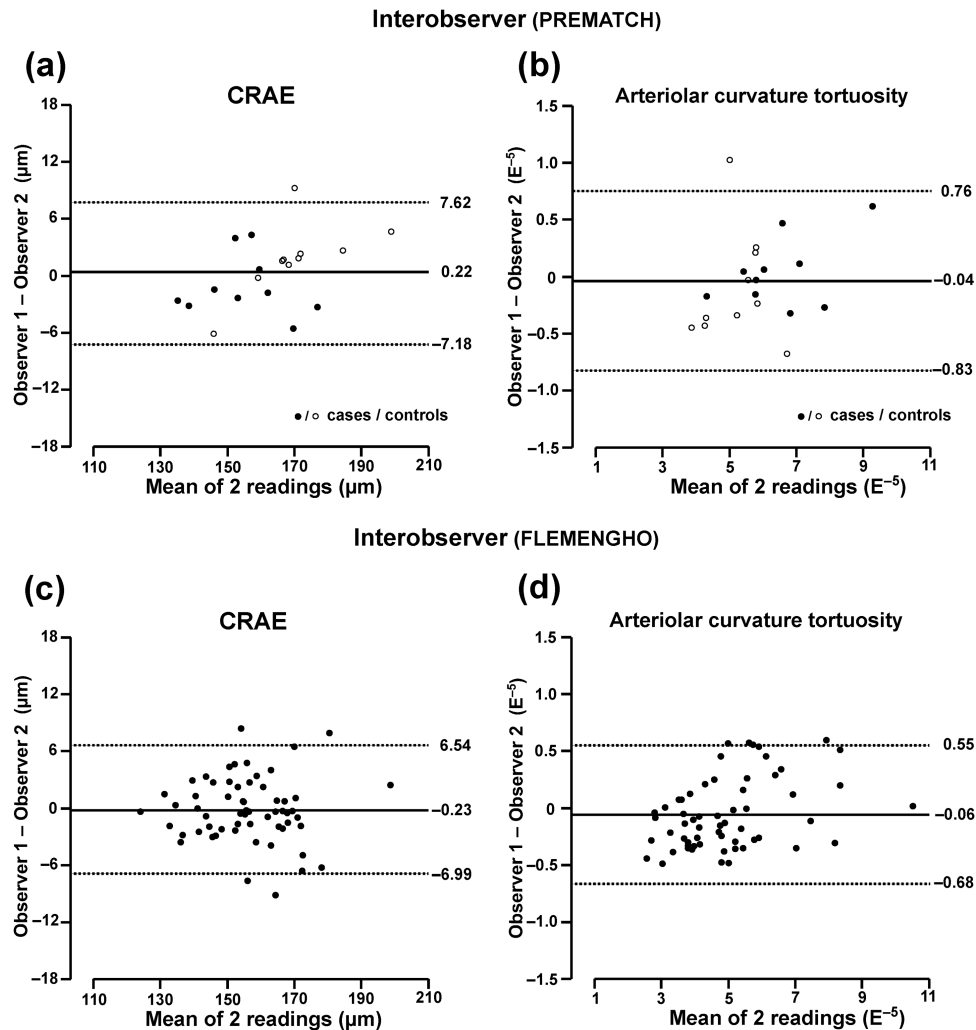 Interobserver (PREMATCH)
(a)
CRAE
Observer 1 – Observer 2 (µm)
18
12
6
0
–6
–12
–18
7.62
0.22
–7.18
●/○ cases / controls
110 130 150 170 190 210
Mean of 2 readings (µm)
(b)
Arteriolar curvature tortuosity
Observer 1 – Observer 2 (E⁻⁵)
1.5
1.0
0.5
0
–0.5
–1.0
–1.5
0.76
–0.04
–0.83
●/○ cases / controls
1 3 5 7 9 11
Mean of 2 readings (E⁻⁵)
Interobserver (FLEMENGHO)
(c)
CRAE
Observer 1 – Observer 2 (µm)
18
12
6
0
–6
–12
–18
6.54
–0.23
–6.99
110 130 150 170 190 210
Mean of 2 readings (µm)
(d)
Arteriolar curvature tortuosity
Observer 1 – Observer 2 (E⁻⁵)
1.5
1.0
0.5
0
–0.5
–1.0
–1.5
0.55
–0.06
–0.68
1 3 5 7 9 11
Mean of 2 readings (E⁻⁵)